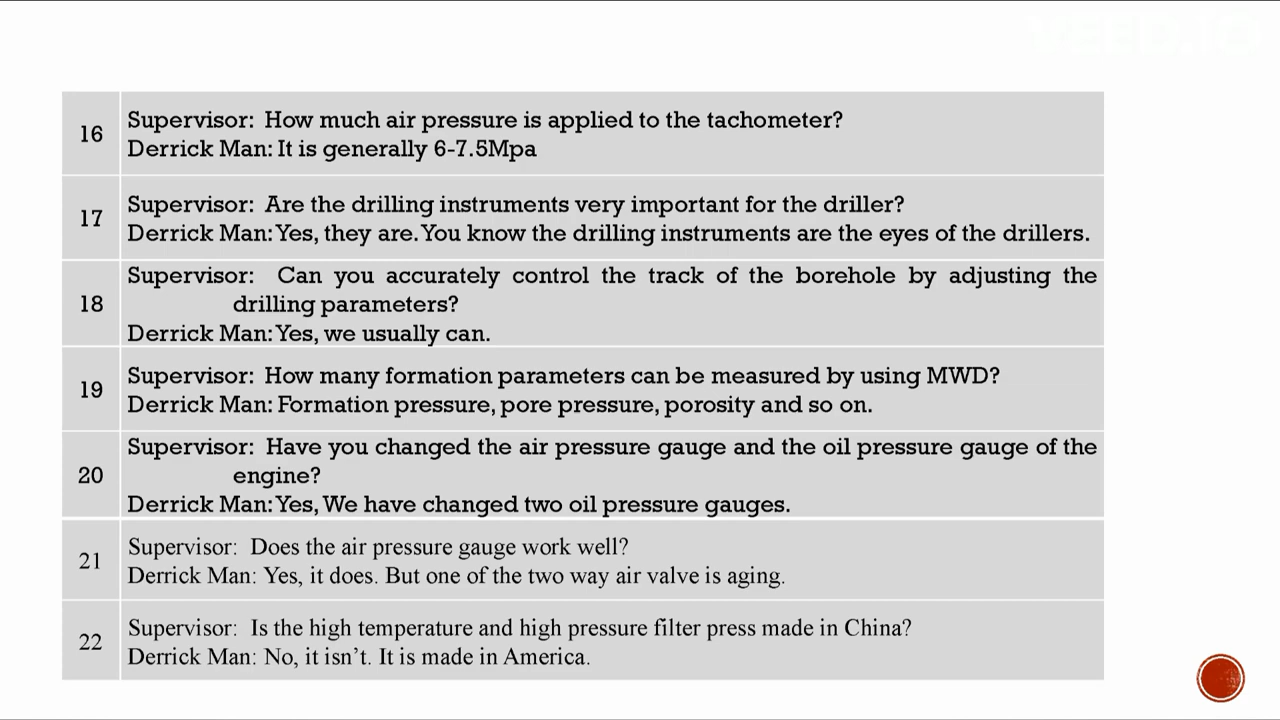 VEED.IO
16
Supervisor: How much air pressure is applied to the tachometer?
Derrick Man: It is generally 6-7.5Mpa
17
Supervisor: Are the drilling instruments very important for the driller?
Derrick Man: Yes, they are. You know the drilling instruments are the eyes of the drillers.
18
Supervisor: Can you accurately control the track of the borehole by adjusting the
drilling parameters?
Derrick Man: Yes, we usually can.
19
Supervisor: How many formation parameters can be measured by using MWD?
Derrick Man: Formation pressure, pore pressure, porosity and so on.
20
Supervisor: Have you changed the air pressure gauge and the oil pressure gauge of the
engine?
Derrick Man: Yes, We have changed two oil pressure gauges.
21
Supervisor: Does the air pressure gauge work well?
Derrick Man: Yes, it does. But one of the two way air valve is aging.
22
Supervisor: Is the high temperature and high pressure filter press made in China?
Derrick Man: No, it isn't. It is made in America.